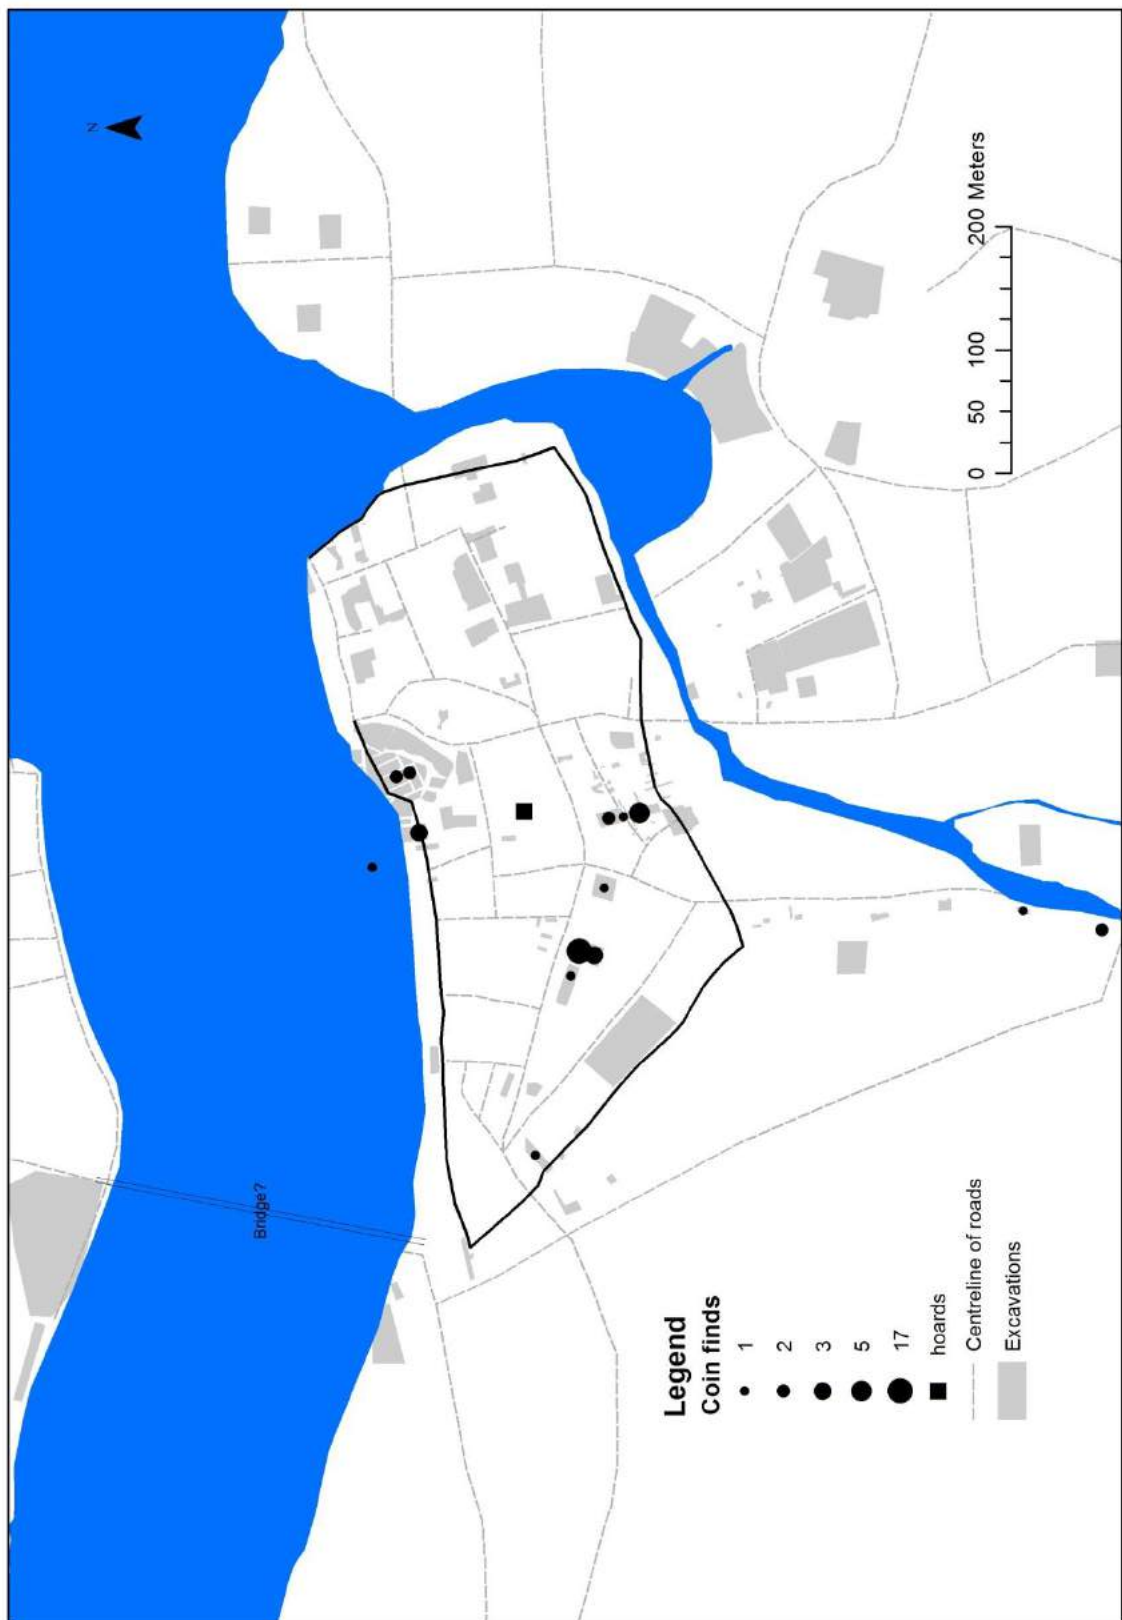 N
Bridge?
0 50 100 200 Meters
Legend
Coin finds
1
2
3
5
17
hoards
Centreline of roads
Excavations